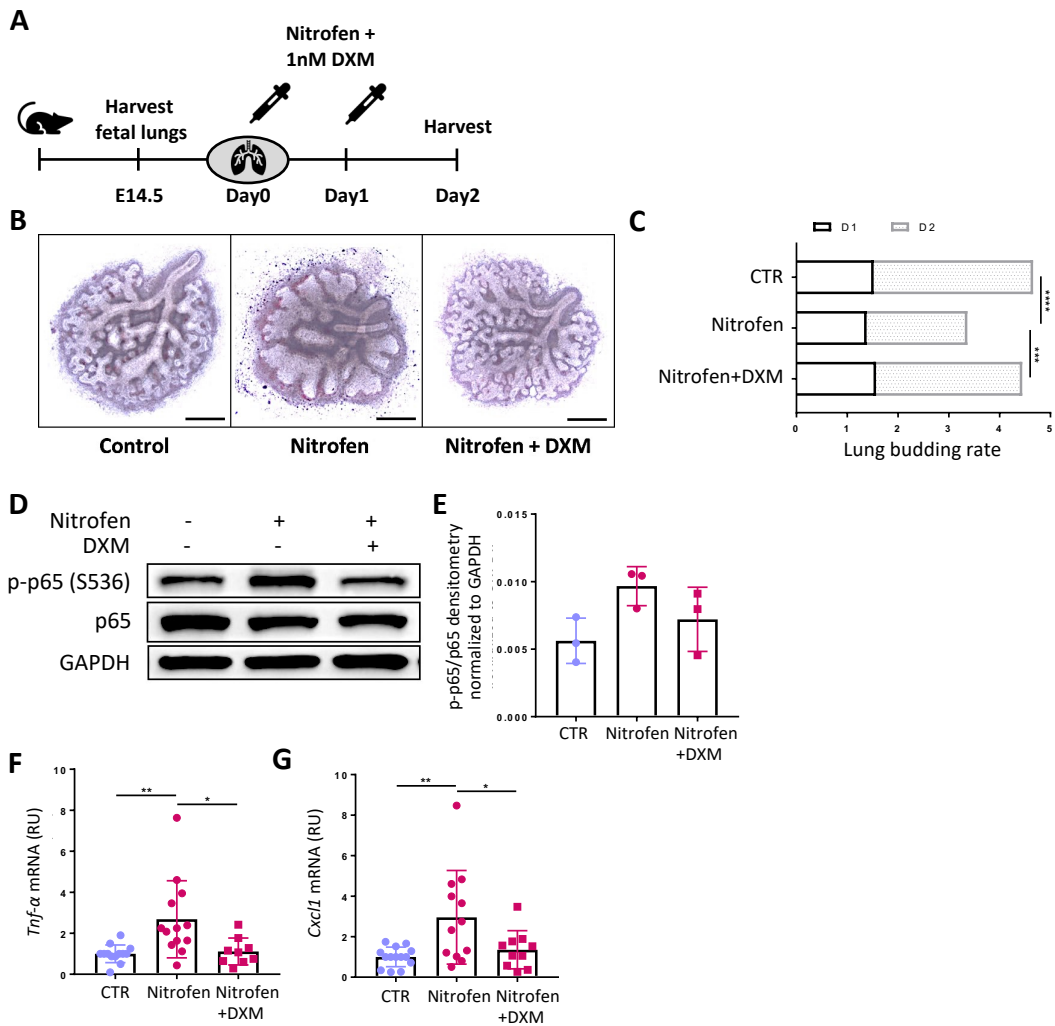 A
Nitrofen +
1nM DXM
Harvest
fetal lungs
Harvest
E14.5
Day0
Day1
Day2
B
Control
Nitrofen
Nitrofen + DXM
C
D1
D2
CTR
Nitrofen
Nitrofen+DXM
****
***
0 1 2 3 4 5
Lung budding rate
D
Nitrofen - + +
DXM - - +
p-p65 (S536)
p65
GAPDH
E
p-p65/p65 densitometry
normalized to GAPDH
0.015
0.010
0.005
0.000
CTR Nitrofen Nitrofen
+DXM
F
Tnf-α mRNA (RU)
10
8
6
4
2
0
** *
CTR Nitrofen Nitrofen
+DXM
G
Cxcl1 mRNA (RU)
10
8
6
4
2
0
** *
CTR Nitrofen Nitrofen
+DXM